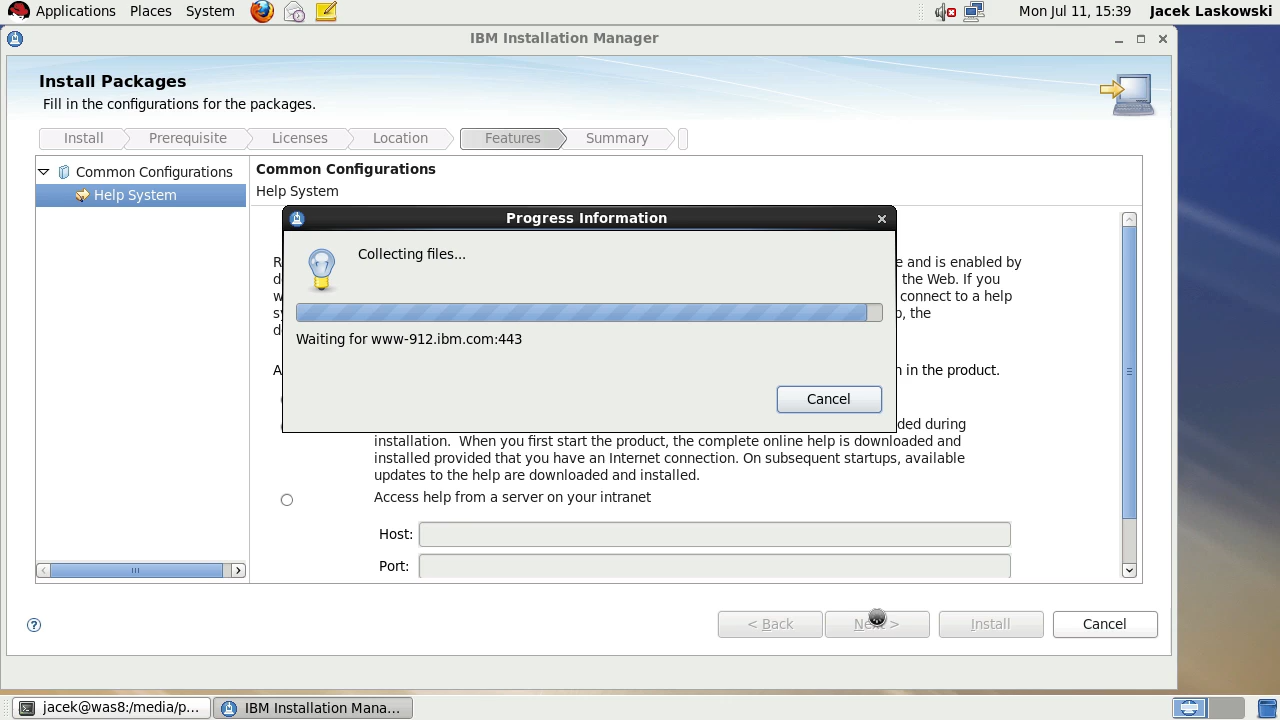 Applications Places System Mon Jul 11, 15:39 Jacek Laskowski
IBM Installation Manager
Install Packages
Fill in the configurations for the packages.
Install Prerequisite Licenses Location Features Summary
Common Configurations
Help System
Common Configurations
Help System
Progress Information
Collecting files...
Waiting for www-912.ibm.com:443
Cancel
and is enabled by
the Web. If you
connect to a help
the
in the product.
during
installation. When you first start the product, the complete online help is downloaded and
installed provided that you have an Internet connection. On subsequent startups, available
updates to the help are downloaded and installed.
Access help from a server on your intranet
Host:
Port:
< Back Next > Install Cancel
jacek@was8:/media/p... IBM Installation Mana...